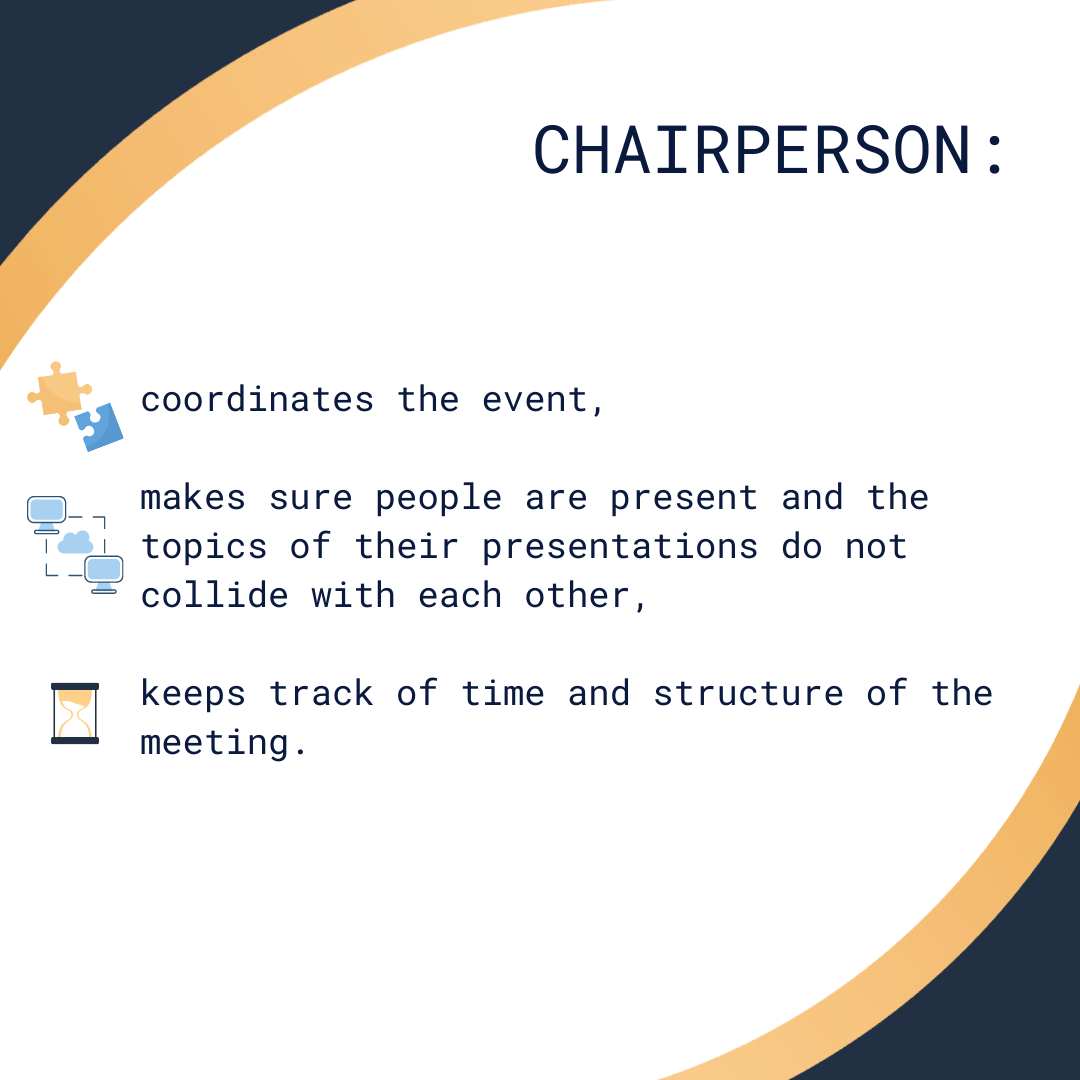 CHAIRPERSON:
coordinates the event,
makes sure people are present and the
topics of their presentations do not
collide with each other,
keeps track of time and structure of the
meeting.